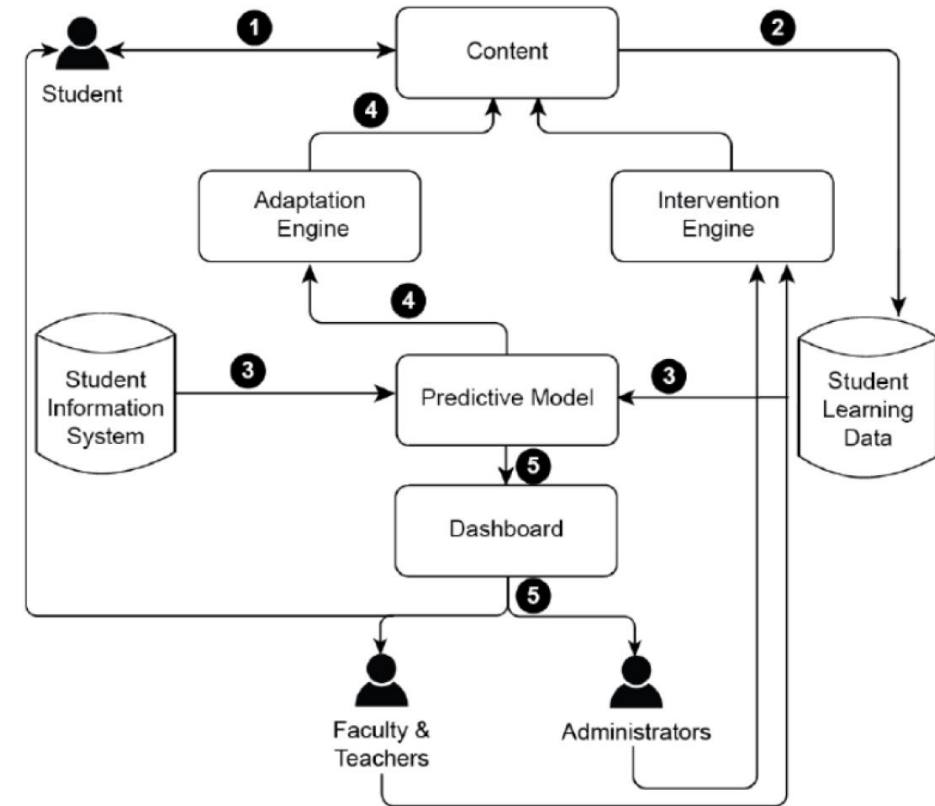 1
2
Content
Student
4
Adaptation
Engine
Intervention
Engine
4
Student
Information
System
3
Predictive Model
3
Student
Learning
Data
5
Dashboard
5
Faculty &
Teachers
Administrators